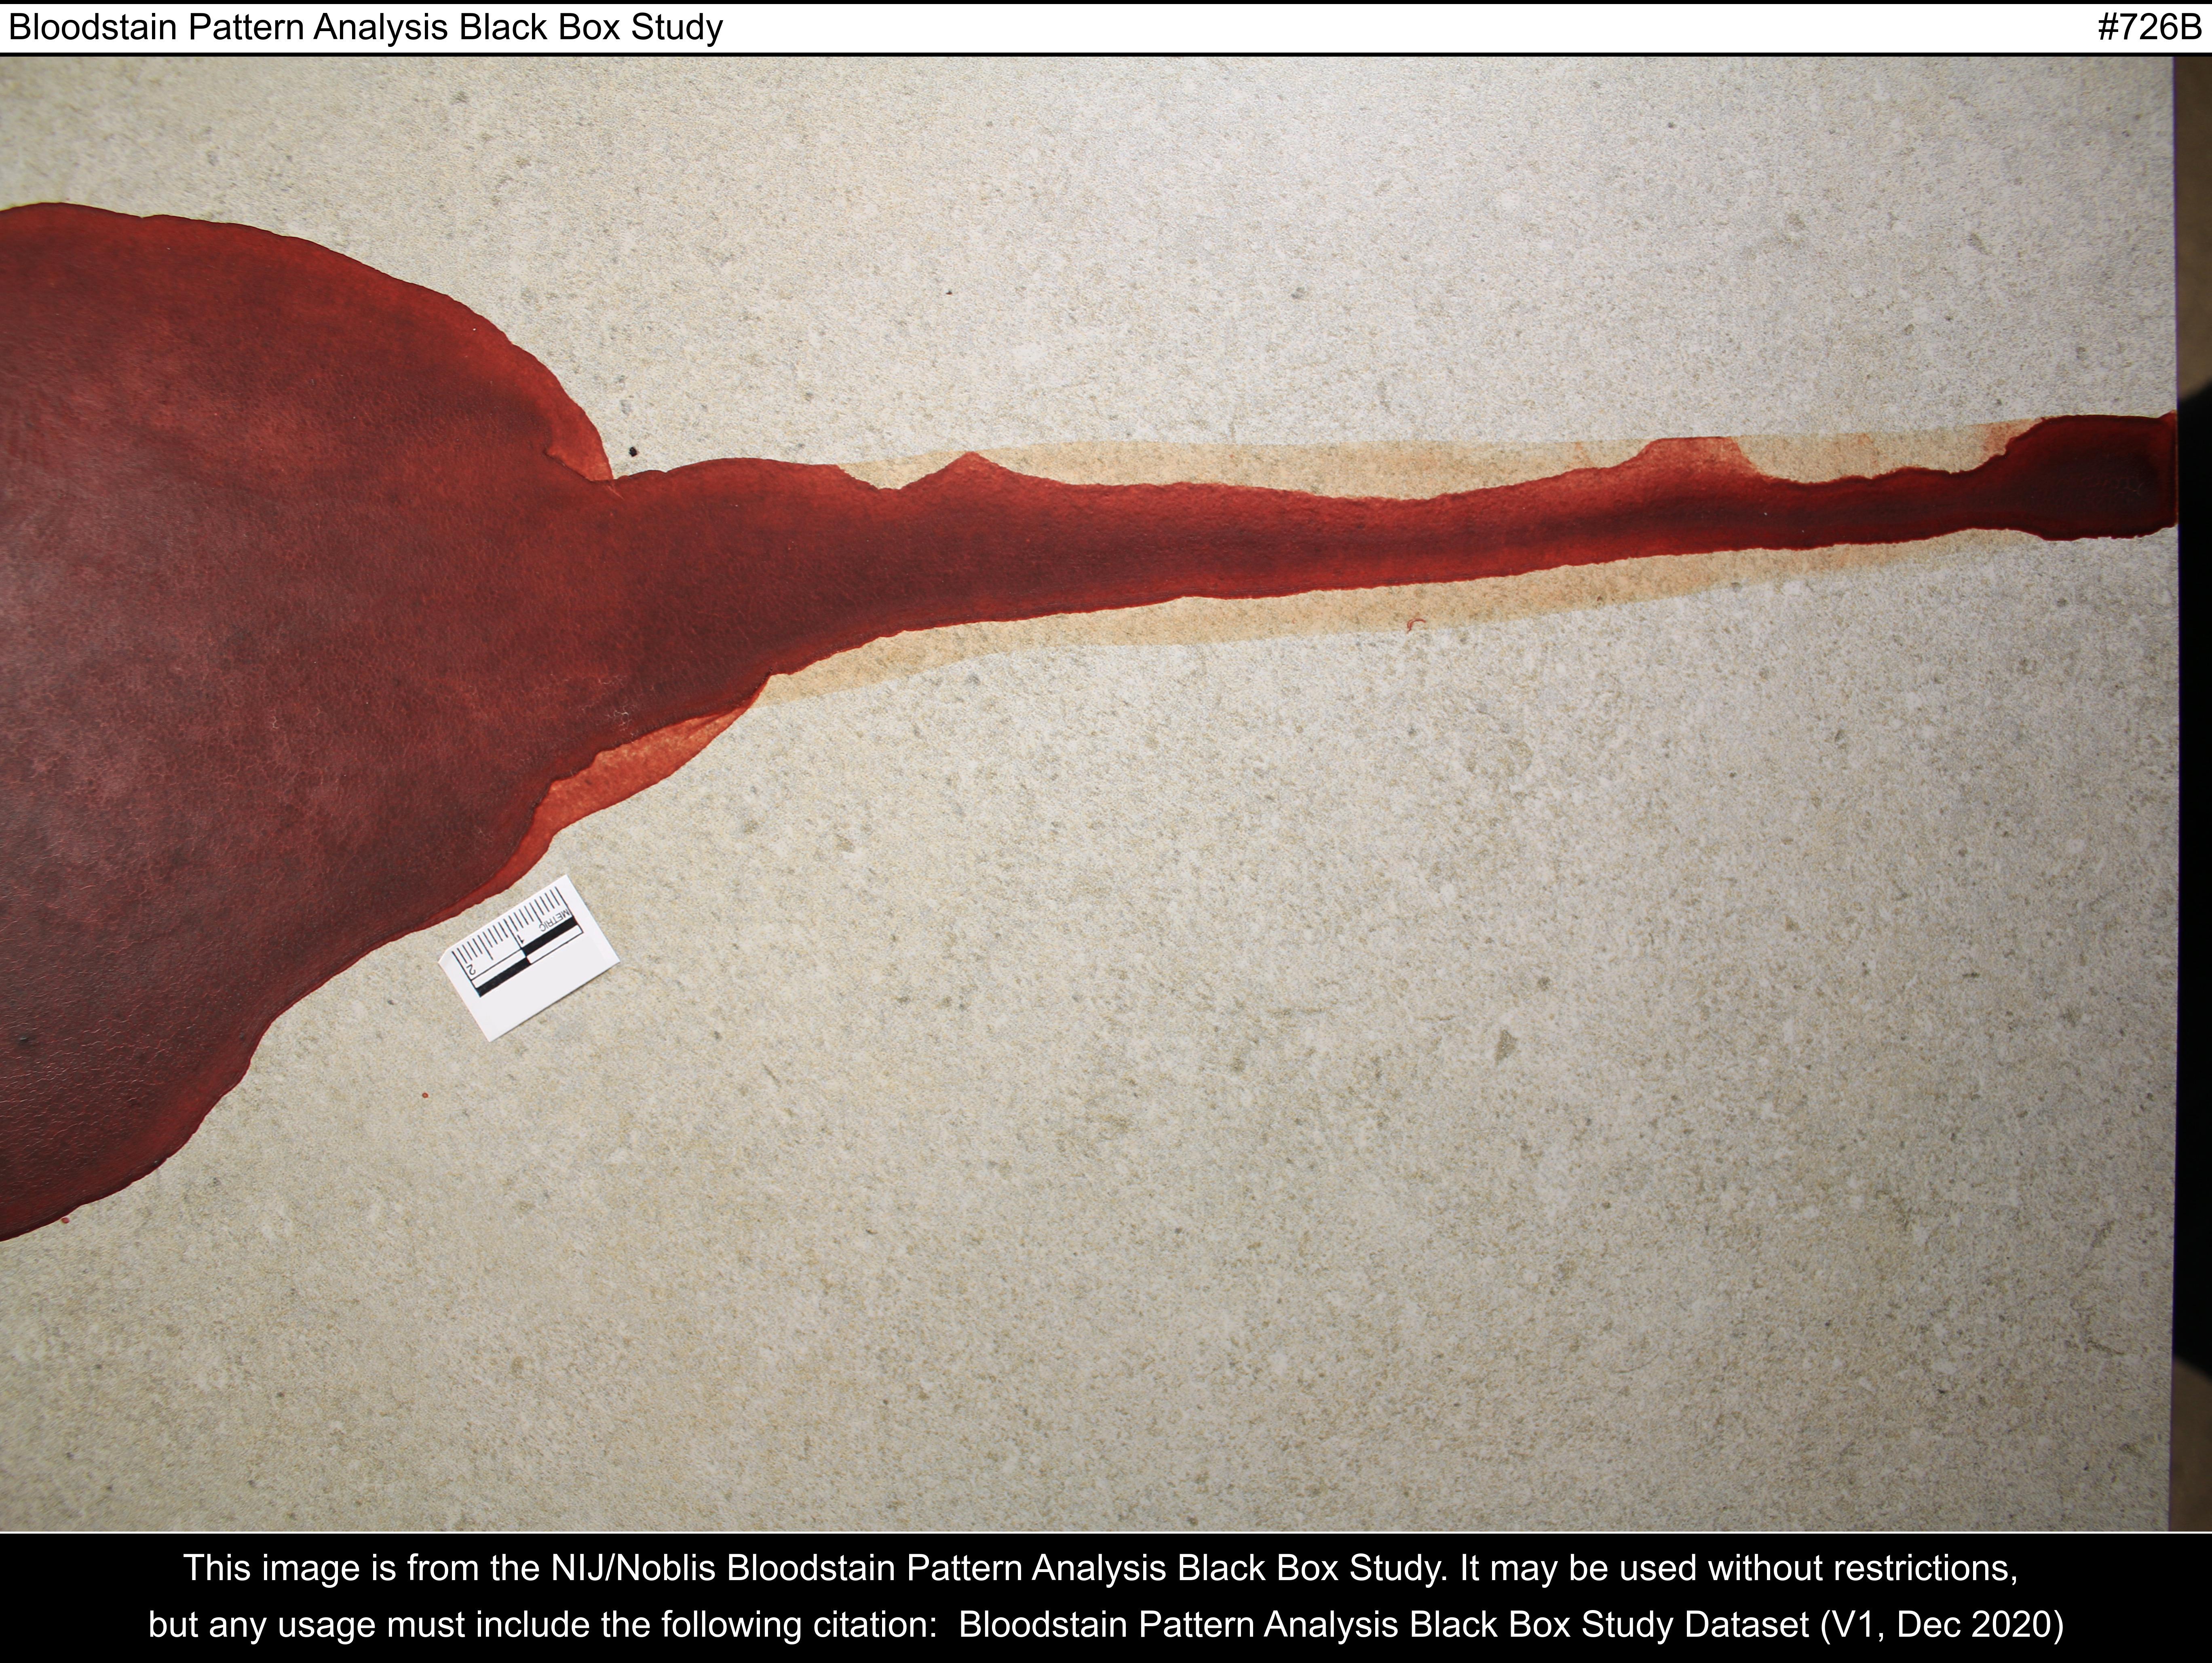 Bloodstain Pattern Analysis Black Box Study #726B
METRIC
1
2
This image is from the NIJ/Noblis Bloodstain Pattern Analysis Black Box Study. It may be used without restrictions,
but any usage must include the following citation:  Bloodstain Pattern Analysis Black Box Study Dataset (V1, Dec 2020)